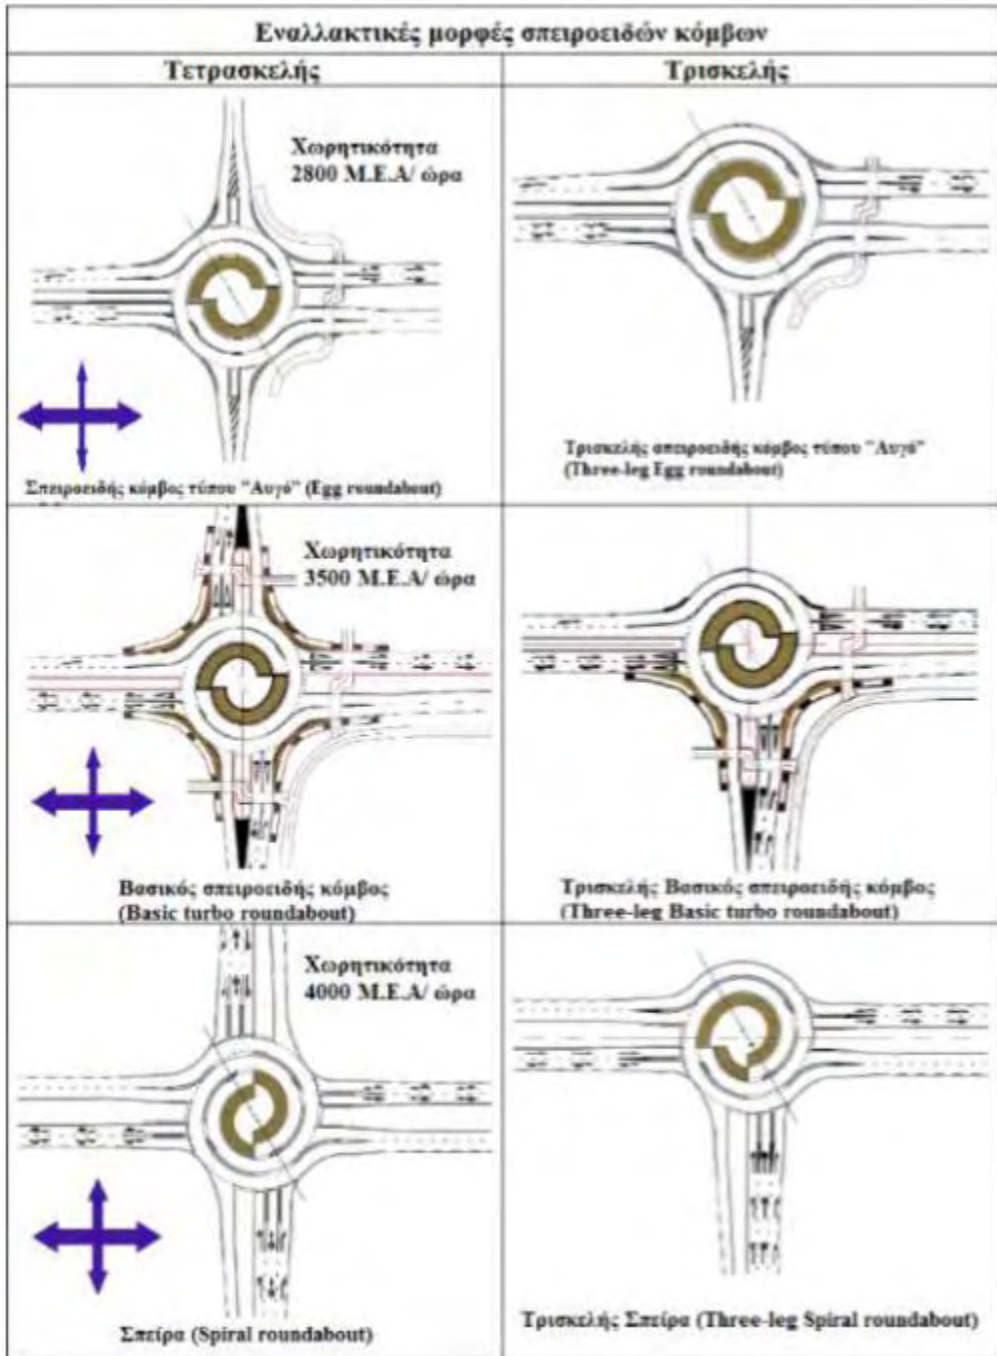 Εναλλακτικές μορφές σπειροειδών κόμβων
Τετρασκελής
Τρισκελής
Χωρητικότητα
2800 Μ.Ε.Α/ ώρα
Σπειροειδής κόμβος τύπου "Αυγό" (Egg roundabout)
Τρισκελής σπειροειδής κόμβος τύπου "Αυγό"
(Three-leg Egg roundabout)
Χωρητικότητα
3500 Μ.Ε.Α/ ώρα
Βασικός σπειροειδής κόμβος
(Basic turbo roundabout)
Τρισκελής Βασικός σπειροειδής κόμβος
(Three-leg Basic turbo roundabout)
Χωρητικότητα
4000 Μ.Ε.Α/ ώρα
Σπείρα (Spiral roundabout)
Τρισκελής Σπείρα (Three-leg Spiral roundabout)